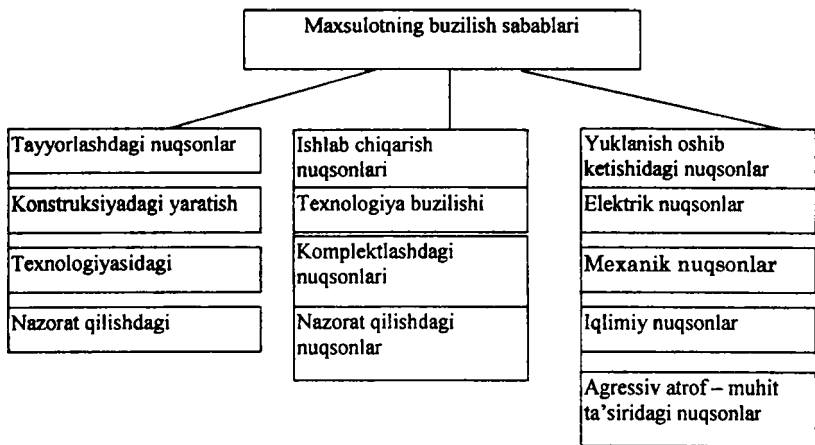 Maxsulotning buzilish sabablari
Tayyorlashdagi nuqsonlar
Konstruksiyadagi yaratish
Texnologiyasidagi
Nazorat qilishdagi
Ishlab chiqarish
nuqsonlari
Texnologiya buzilishi
Komplektlashdagi
nuqsonlari
Nazorat qilishdagi
nuqsonlar
Yuklanish oshib
ketishidagi nuqsonlar
Elektrik nuqsonlar
Mexanik nuqsonlar
Iqlimiy nuqsonlar
Agressiv atrof – muhit
ta’siridagi nuqsonlar